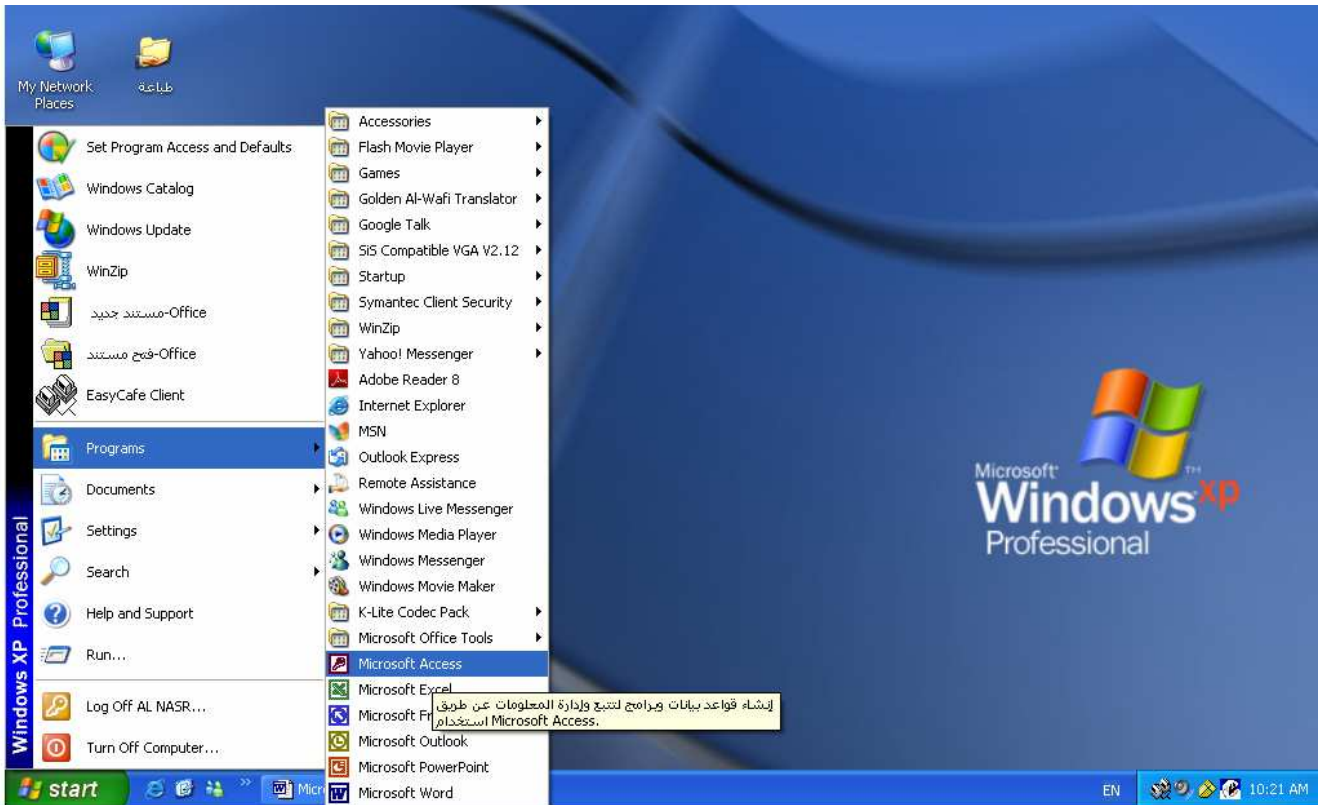 My Network
Places
طباعة
Set Program Access and Defaults
Windows Catalog
Windows Update
WinZip
مستند جديد-Office
فتح مستند-Office
EasyCafe Client
Programs
Documents
Settings
Search
Help and Support
Run...
Log Off AL NASR...
Turn Off Computer...
Windows XP Professional
Accessories
Flash Movie Player
Games
Golden Al-Wafi Translator
Google Talk
SiS Compatible VGA V2.12
Startup
Symantec Client Security
WinZip
Yahoo! Messenger
Adobe Reader 8
Internet Explorer
MSN
Outlook Express
Remote Assistance
Windows Live Messenger
Windows Media Player
Windows Messenger
Windows Movie Maker
K-Lite Codec Pack
Microsoft Office Tools
Microsoft Access
Microsoft Excel
Microsoft Fr
Microsoft Outlook
Microsoft PowerPoint
Microsoft Word
إنشاء قواعد بيانات وبرامج لتتبع وإدارة المعلومات عن طريق
استخدام Microsoft Access.
Microsoft
Windows xp TM
Professional
start
Micr
EN
10:21 AM